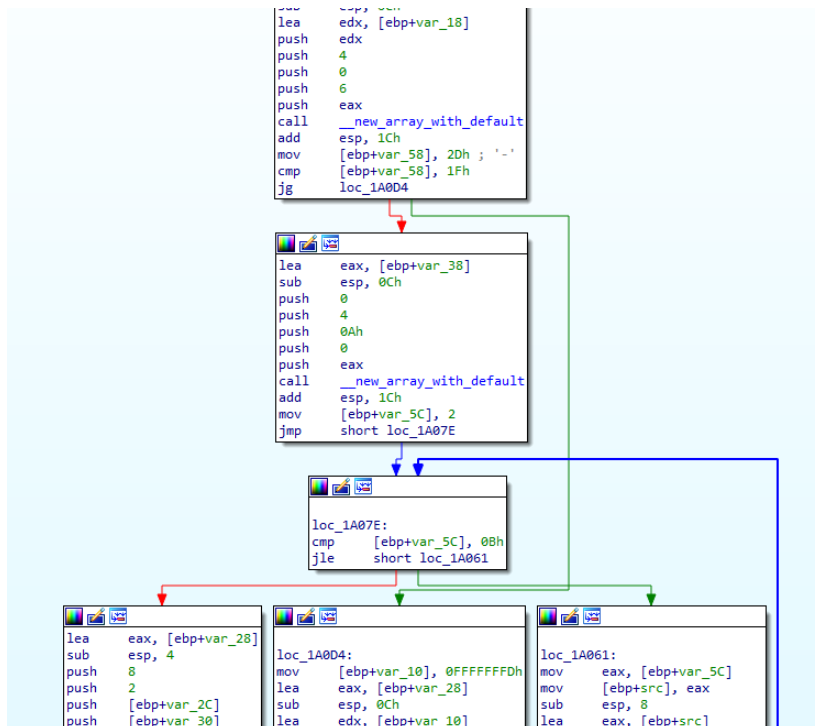 lea edx, [ebp+var_18]
push edx
push 4
push 0
push 6
push eax
call __new_array_with_default
add esp, 1Ch
mov [ebp+var_58], 2Dh ; '-'
cmp [ebp+var_58], 1Fh
jg loc_1A0D4
lea eax, [ebp+var_38]
sub esp, 0Ch
push 0
push 4
push 0Ah
push 0
push eax
call __new_array_with_default
add esp, 1Ch
mov [ebp+var_5C], 2
jmp short loc_1A07E
loc_1A07E:
cmp [ebp+var_5C], 0Bh
jle short loc_1A061
lea eax, [ebp+var_28]
sub esp, 4
push 8
push 2
push [ebp+var_2C]
push [ebp+var_30]
loc_1A0D4:
mov [ebp+var_10], 0FFFFFFFDh
lea eax, [ebp+var_28]
sub esp, 0Ch
lea edx, [ebp+var_10]
loc_1A061:
mov eax, [ebp+var_5C]
mov [ebp+src], eax
sub esp, 8
lea eax, [ebp+src]